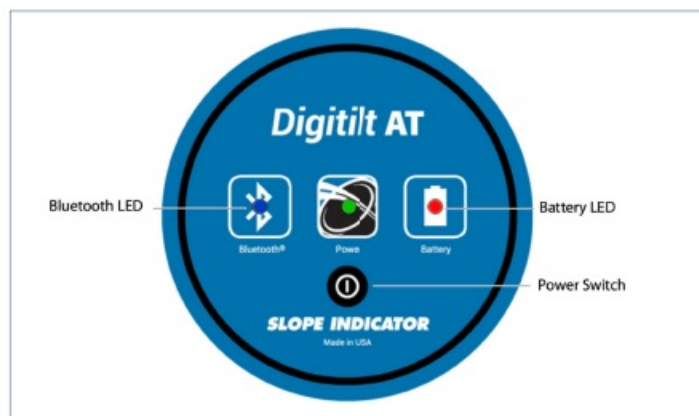 Digitilt AT
Bluetooth LED
Battery LED
Bluetooth®
Powe
Battery
Power Switch
SLOPE INDICATOR
Made in USA